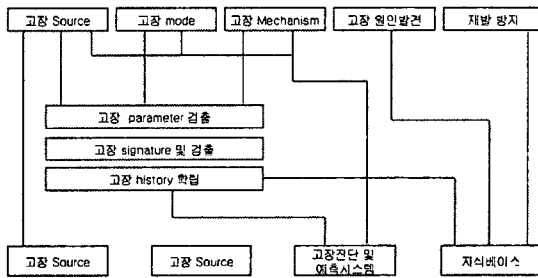 고장 Source
고장 mode
고장 Mechanism
고장 원인발견
재발 방지
고장 parameter 검출
고장 signature 및 검출
고장 history 확립
고장 Source
고장 Source
고장진단 및
예측시스템
지식베이스